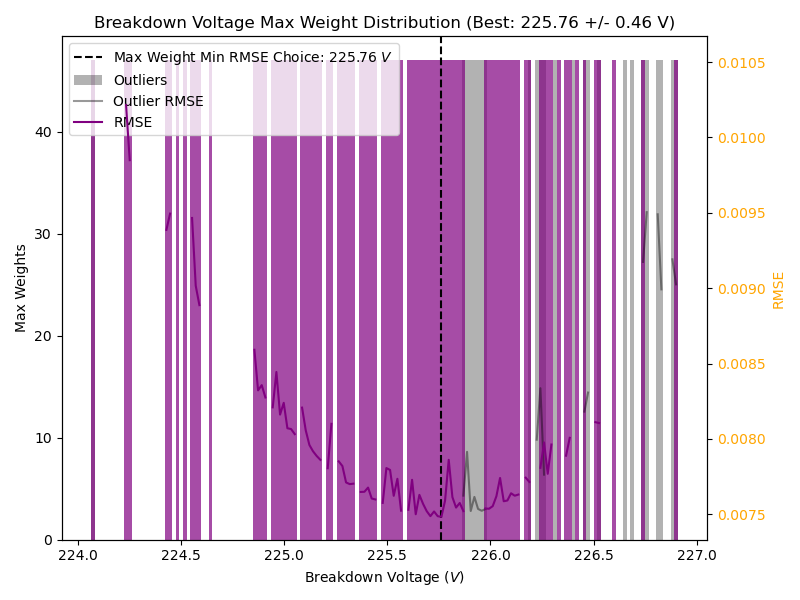 Breakdown Voltage Max Weight Distribution (Best: 225.76 +/- 0.46 V)
Max Weight Min RMSE Choice: 225.76 V
Outliers
Outlier RMSE
RMSE
Max Weights
40
30
20
10
0
0.0105
0.0100
0.0095
0.0090
0.0085
0.0080
0.0075
RMSE
224.0 224.5 225.0 225.5 226.0 226.5 227.0
Breakdown Voltage (V)